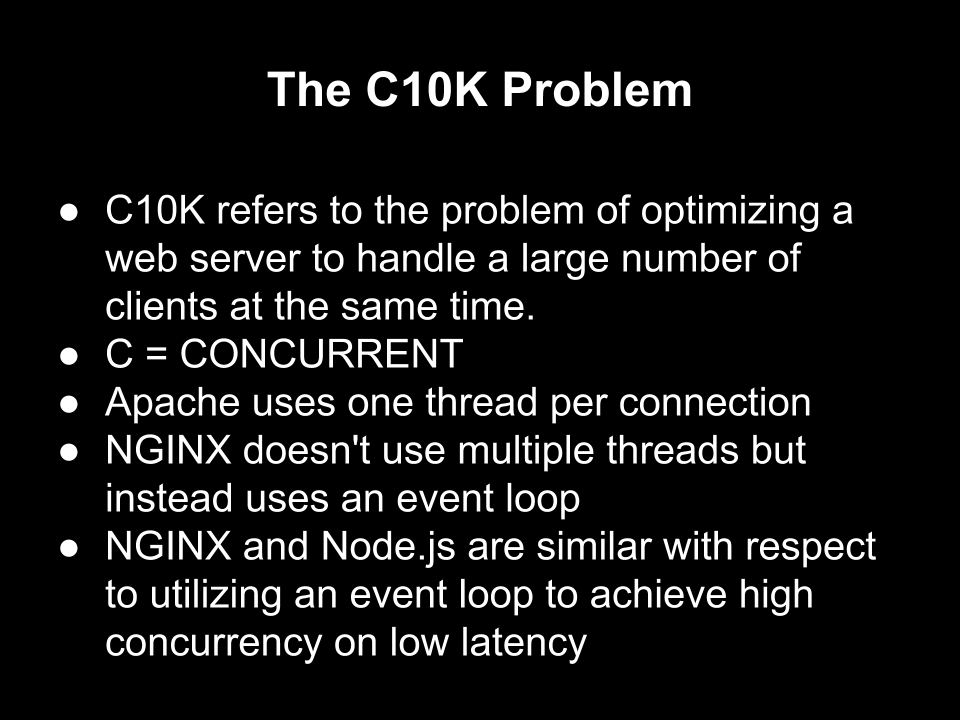 The C10K Problem
● C10K refers to the problem of optimizing a
web server to handle a large number of
clients at the same time.
● C = CONCURRENT
● Apache uses one thread per connection
● NGINX doesn't use multiple threads but
instead uses an event loop
● NGINX and Node.js are similar with respect
to utilizing an event loop to achieve high
concurrency on low latency